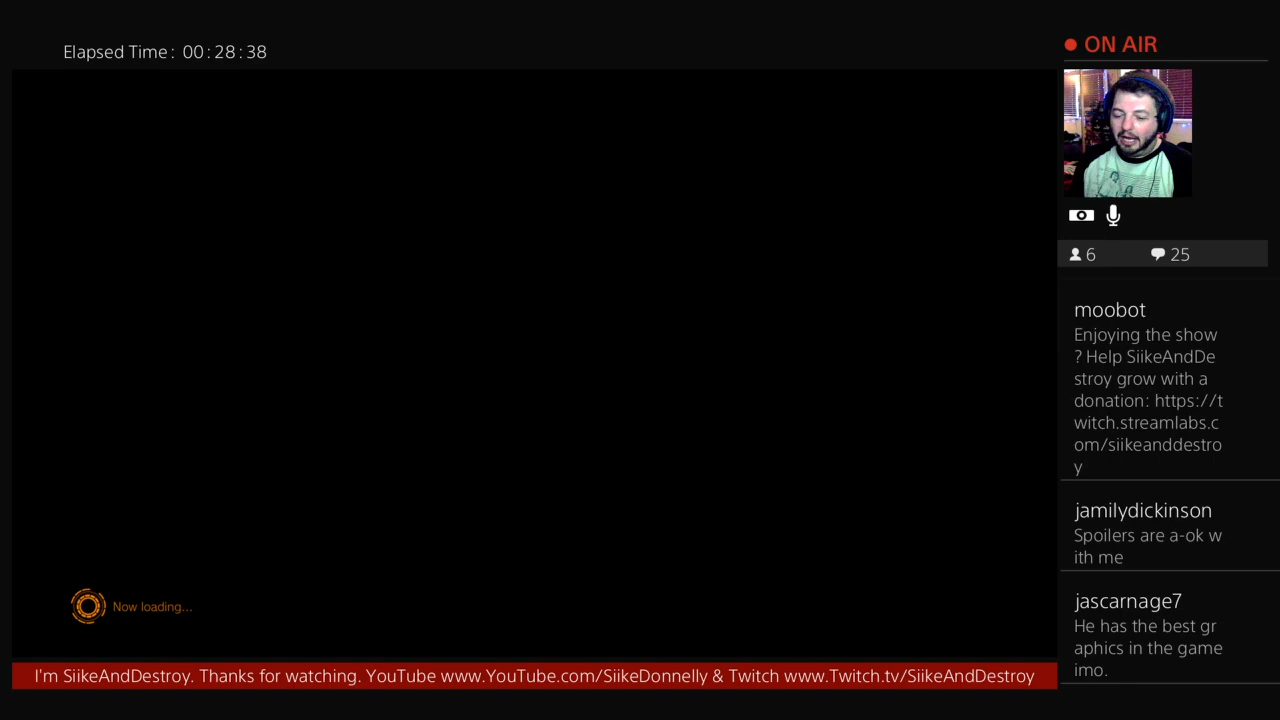 Elapsed Time: 00:28:38
ON AIR
6 25
moobot
Enjoying the show
? Help SiikeAndDe
stroy grow with a
donation: https://t
witch.streamlabs.c
om/siikeanddestro
y
jamilydickinson
Spoilers are a-ok w
ith me
jascarnage7
He has the best gr
aphics in the game
imo.
Now loading...
I'm SiikeAndDestroy. Thanks for watching. YouTube www.YouTube.com/SiikeDonnelly & Twitch www.Twitch.tv/SiikeAndDestroy